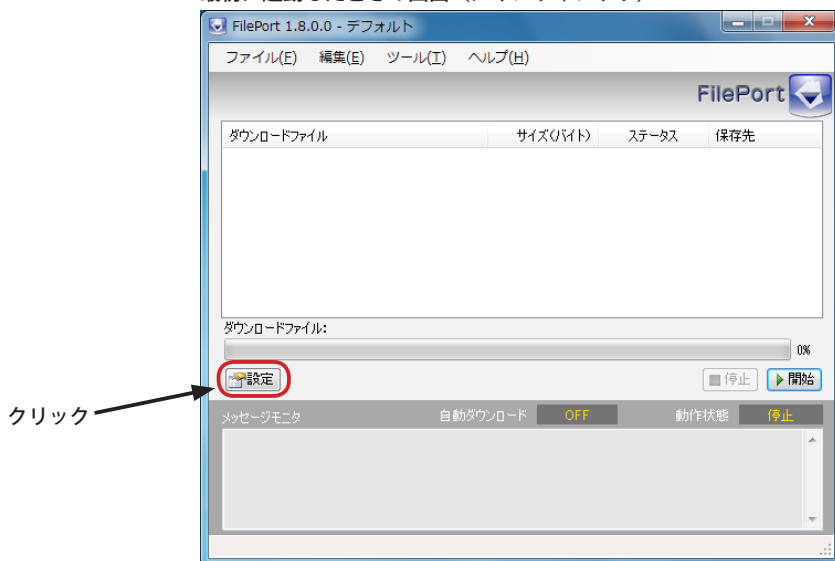 FilePort 1.8.0.0 - デフォルト
ファイル(F) 編集(E) ツール(T) ヘルプ(H)
FilePort
ダウンロードファイル サイズ(バイト) ステータス 保存先
ダウンロードファイル:
0%
設定 停止 開始
クリック
メッセージモニタ 自動ダウンロード OFF 動作状態 停止